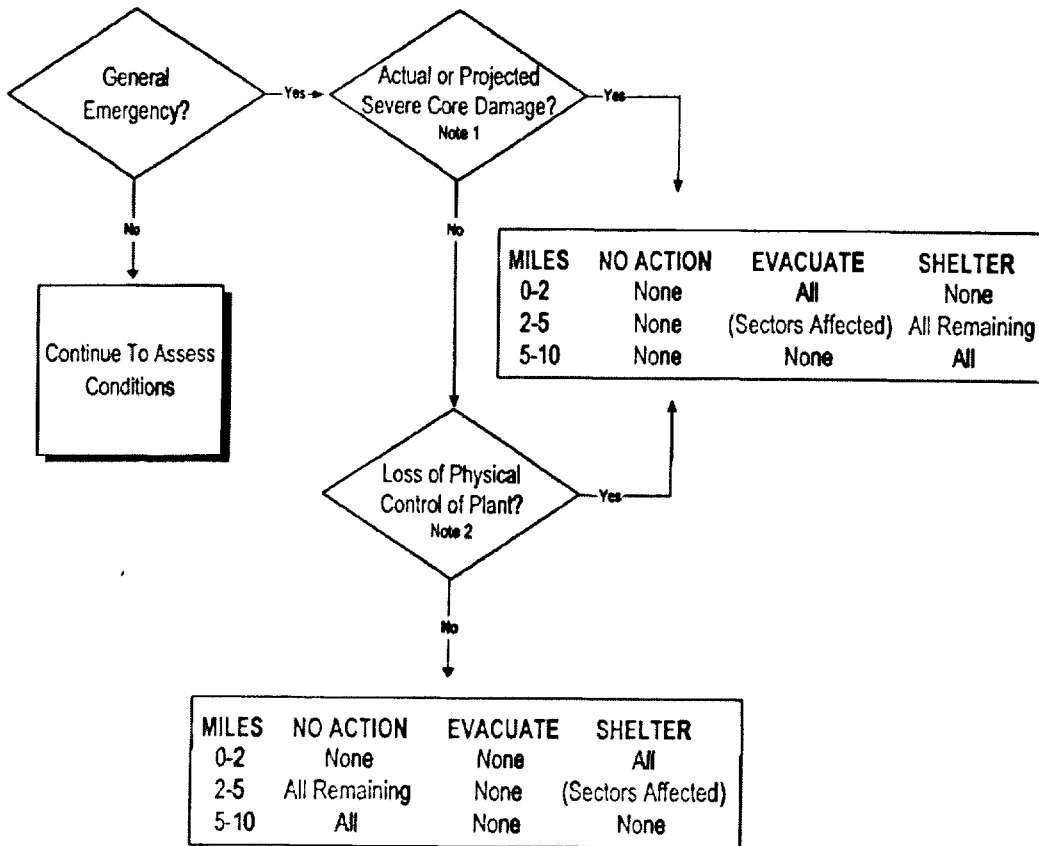 General
Emergency?
Yes
Actual or Projected
Severe Core Damage?
Note 1
Yes
No
No
MILES NO ACTION EVACUATE SHELTER
0-2 None All None
2-5 None (Sectors Affected) All Remaining
5-10 None None All
Continue To Assess
Conditions
Loss of Physical
Control of Plant?
Note 2
Yes
No
MILES NO ACTION EVACUATE SHELTER
0-2 None None All
2-5 All Remaining None (Sectors Affected)
5-10 All None None